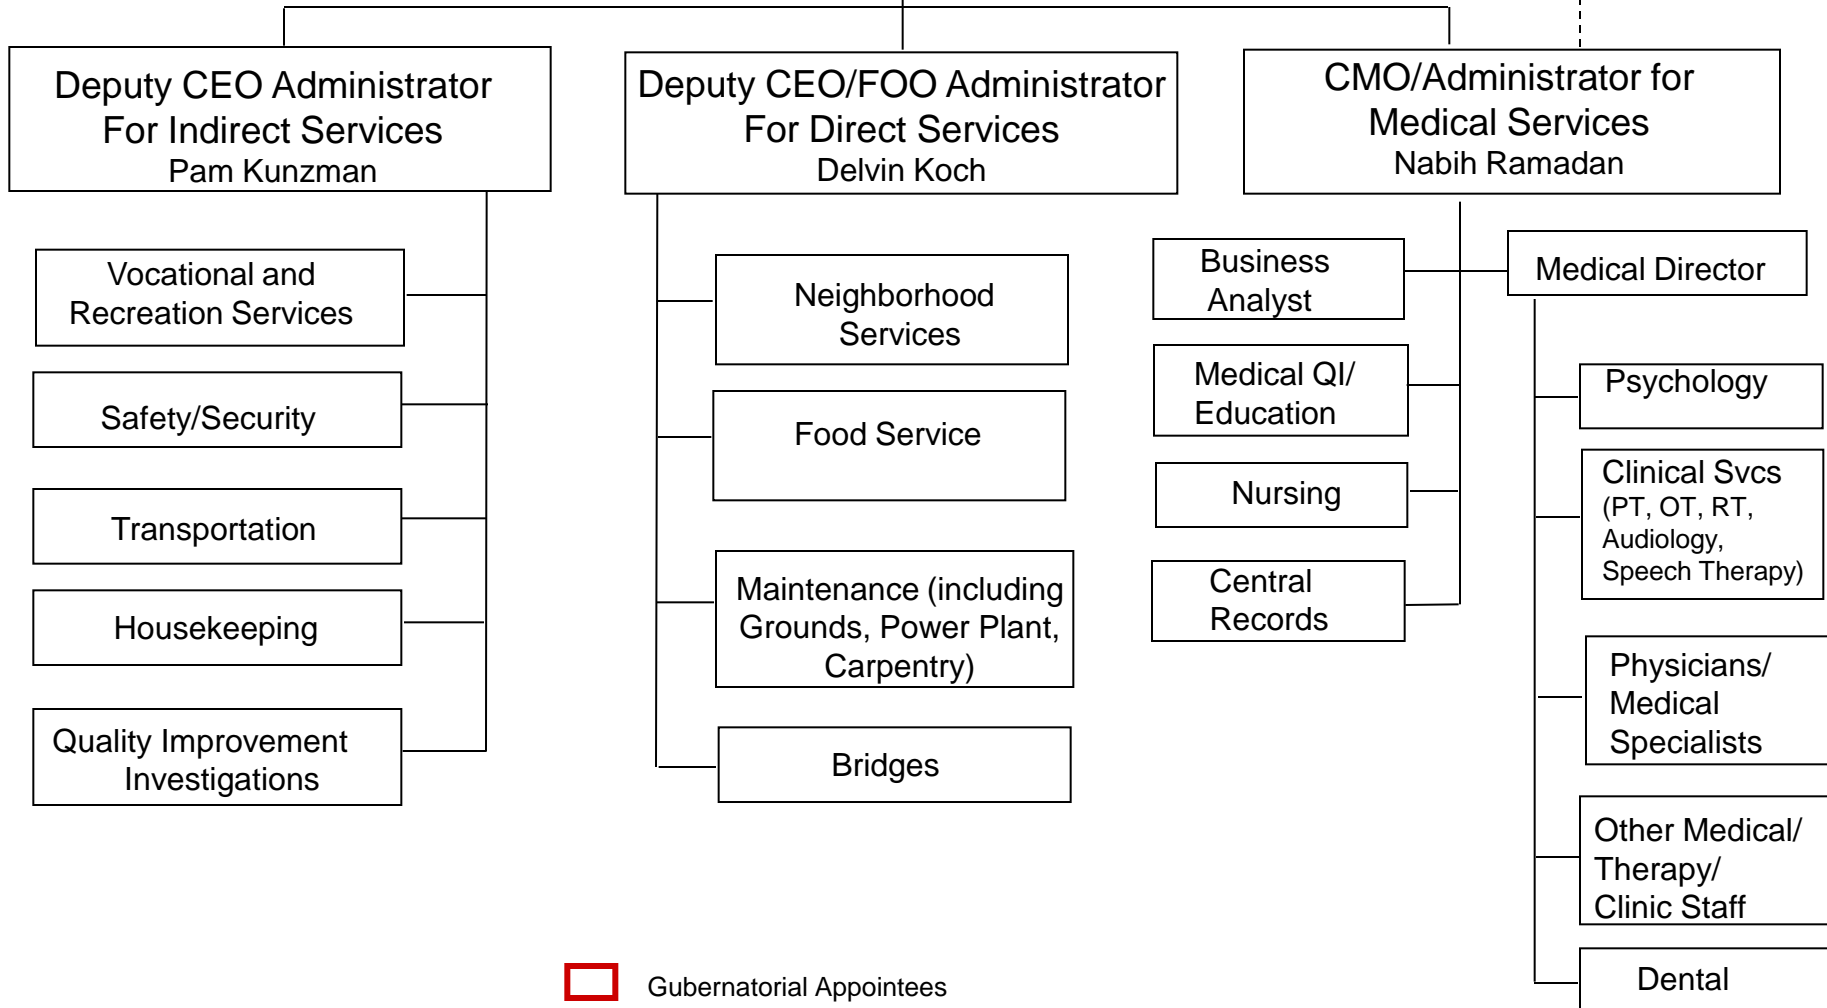 Deputy CEO Administrator
For Indirect Services
Pam Kunzman
Vocational and
Recreation Services
Safety/Security
Transportation
Housekeeping
Quality Improvement
Investigations
Deputy CEO/FOO Administrator
For Direct Services
Delvin Koch
Neighborhood
Services
Food Service
Maintenance (including
Grounds, Power Plant,
Carpentry)
Bridges
CMO/Administrator for
Medical Services
Nabih Ramadan
Business
Analyst
Medical QI/
Education
Nursing
Central
Records
Medical Director
Psychology
Clinical Svcs
(PT, OT, RT,
Audiology,
Speech Therapy)
Physicians/
Medical
Specialists
Other Medical/
Therapy/
Clinic Staff
Dental
Gubernatorial Appointees